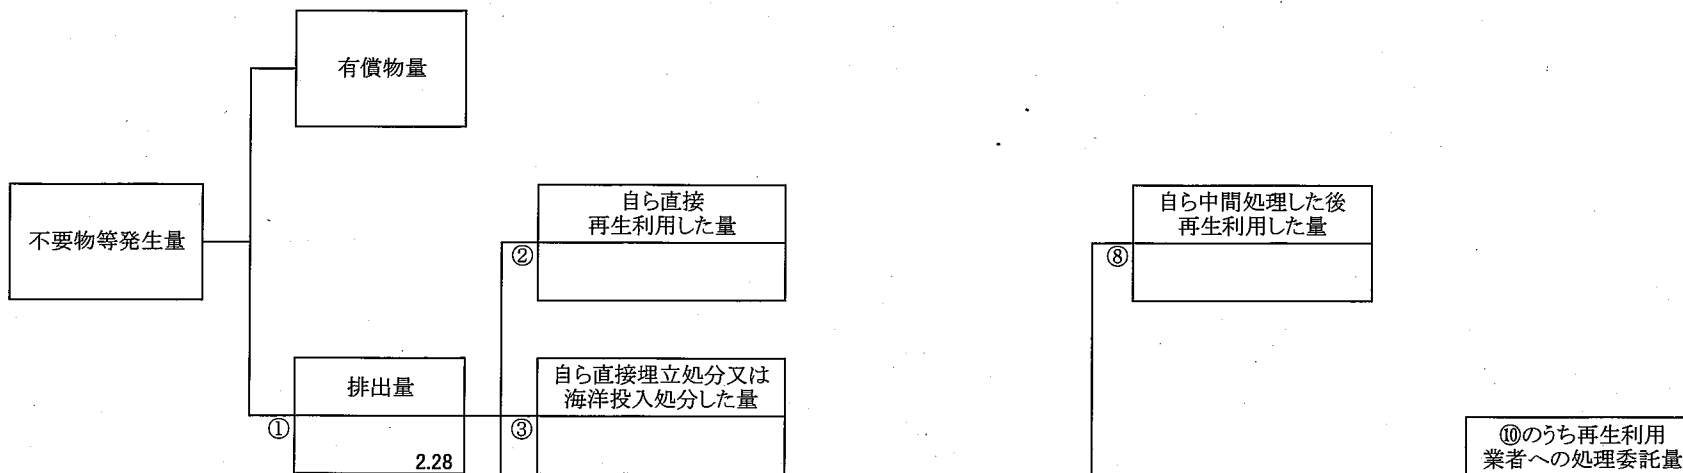 有償物量
不要物等発生量
自ら直接
再生利用した量
②
自ら中間処理した後
再生利用した量
⑧
排出量
①
2.28
自ら直接埋立処分又は
海洋投入処分した量
③
⑩のうち再生利用
業者への処理委託量